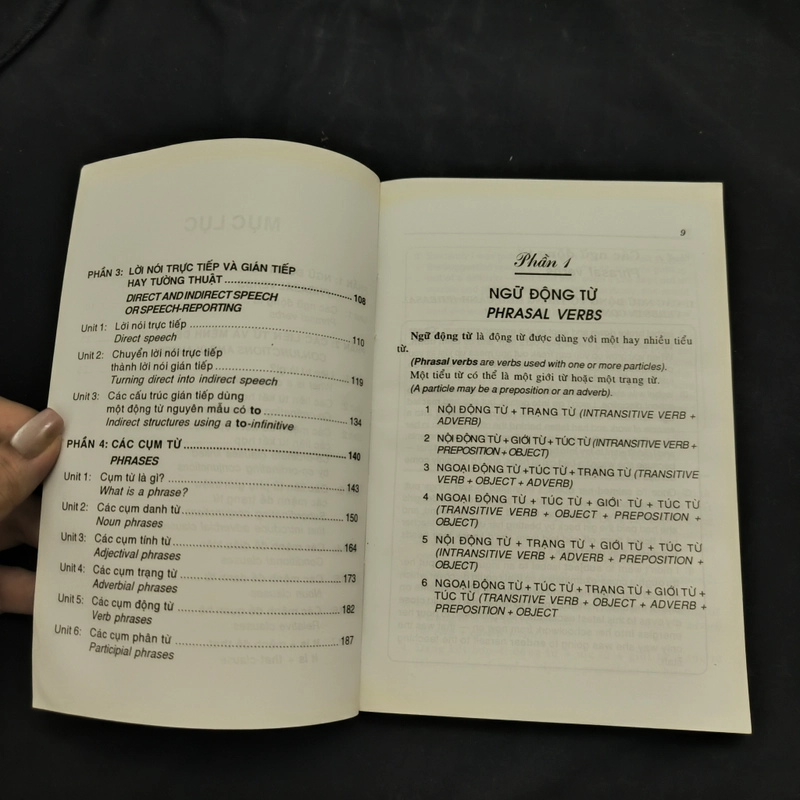 PHẦN 3: LỜI NÓI TRỰC TIẾP VÀ GIÁN TIẾP
HAY TƯỜNG THUẬT ........ 108
DIRECT AND INDIRECT SPEECH
OR SPEECH-REPORTING
Unit 1: Lời nói trực tiếp ........ 110
Direct speech
Unit 2: Chuyển lời nói trực tiếp
thành lời nói gián tiếp ........ 119
Turning direct into indirect speech
Unit 3: Các cấu trúc gián tiếp dùng
một động từ nguyên mẫu có to ........ 134
Indirect structures using a to-infinitive
PHẦN 4: CÁC CỤM TỪ ........ 140
PHRASES
Unit 1: Cụm từ là gì? ........ 143
What is a phrase?
Unit 2: Các cụm danh từ ........ 150
Noun phrases
Unit 3: Các cụm tính từ ........ 164
Adjectival phrases
Unit 4: Các cụm trạng từ ........ 173
Adverbial phrases
Unit 5: Các cụm động từ ........ 182
Verb phrases
Unit 6: Các cụm phân từ ........ 187
Participial phrases
9
Phần 1
NGỮ ĐỘNG TỪ
PHRASAL VERBS
Ngữ động từ là động từ được dùng với một hay nhiều tiểu
từ.
(Phrasal verbs are verbs used with one or more particles).
Một tiểu từ có thể là một giới từ hoặc một trạng từ.
(A particle may be a preposition or an adverb).
1 NỘI ĐỘNG TỪ + TRẠNG TỪ (INTRANSITIVE VERB +
ADVERB)
2 NỘI ĐỘNG TỪ + GIỚI TỪ + TÚC TỪ (INTRANSITIVE VERB +
PREPOSITION + OBJECT)
3 NGOẠI ĐỘNG TỪ +TÚC TỪ + TRẠNG TỪ (TRANSITIVE
VERB + OBJECT + ADVERB)
4 NGOẠI ĐỘNG TỪ + TÚC TỪ + GIỚI TỪ + TÚC TỪ
(TRANSITIVE VERB + OBJECT + PREPOSITION +
OBJECT)
5 NỘI ĐỘNG TỪ + TRẠNG TỪ + GIỚI TỪ + TÚC TỪ
(INTRANSITIVE VERB + ADVERB + PREPOSITION +
OBJECT)
6 NGOẠI ĐỘNG TỪ + TÚC TỪ + TRẠNG TỪ + GIỚI TỪ +
TÚC TỪ (TRANSITIVE VERB + OBJECT + ADVERB +
PREPOSITION + OBJECT